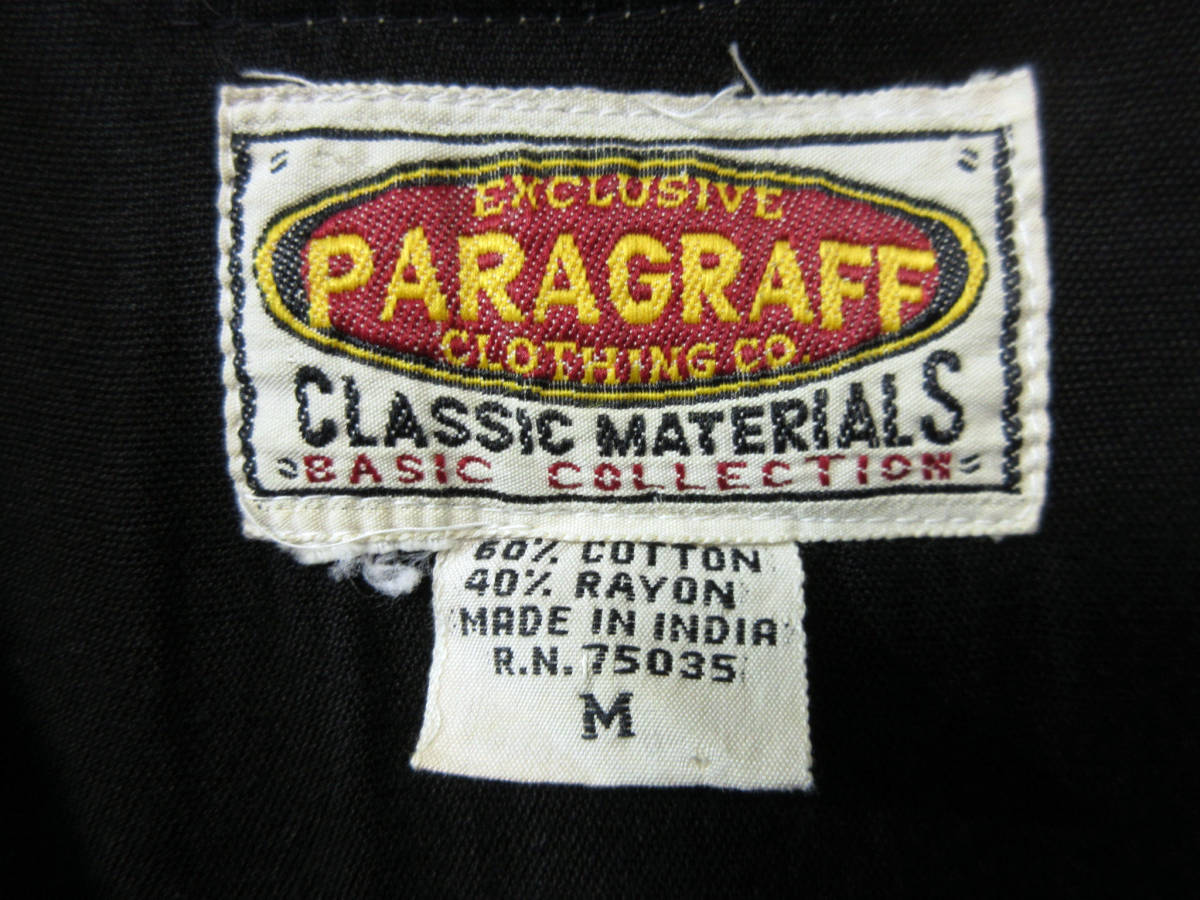 EXCLUSIVE
PARAGRAFF
CLOTHING CO.
CLASSIC MATERIALS
BASIC COLLECTION
60% COTTON
40% RAYON
MADE IN INDIA
R.N. 75035
M